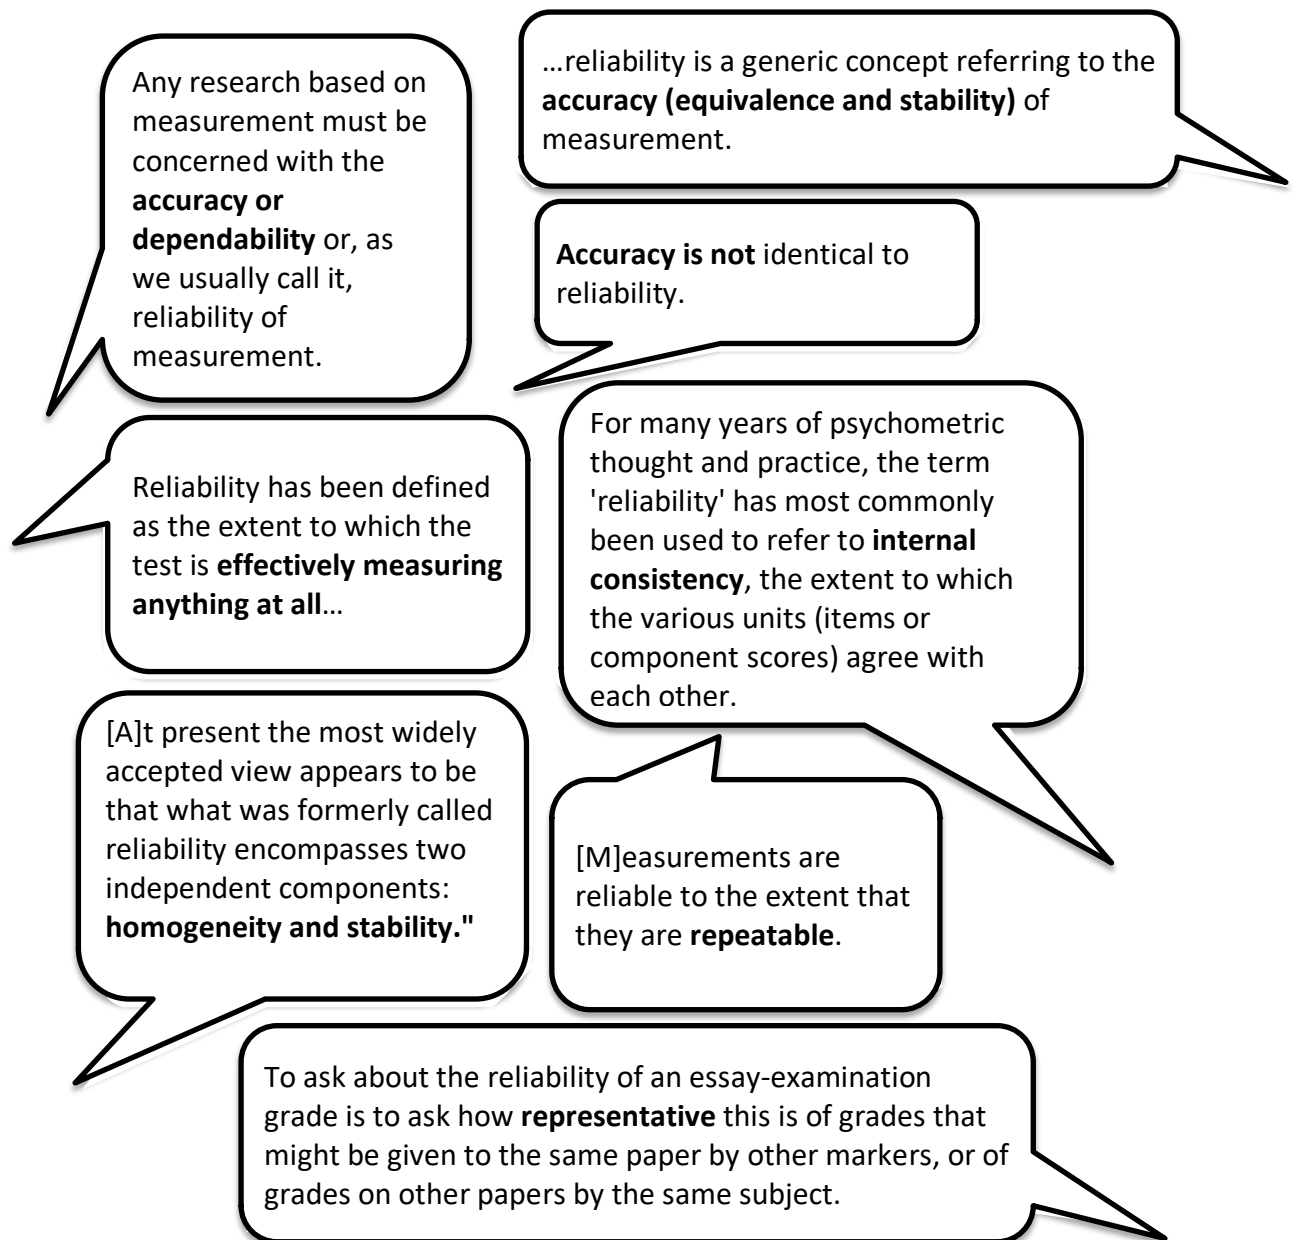 Any research based on
measurement must be
concerned with the
accuracy or
dependability or, as
we usually call it,
reliability of
measurement.
…reliability is a generic concept referring to the
accuracy (equivalence and stability) of
measurement.
Accuracy is not identical to
reliability.
Reliability has been defined
as the extent to which the
test is effectively measuring
anything at all…
For many years of psychometric
thought and practice, the term
'reliability' has most commonly
been used to refer to internal
consistency, the extent to which
the various units (items or
component scores) agree with
each other.
[A]t present the most widely
accepted view appears to be
that what was formerly called
reliability encompasses two
independent components:
homogeneity and stability."
[M]easurements are
reliable to the extent that
they are repeatable.
To ask about the reliability of an essay-examination
grade is to ask how representative this is of grades that
might be given to the same paper by other markers, or of
grades on other papers by the same subject.